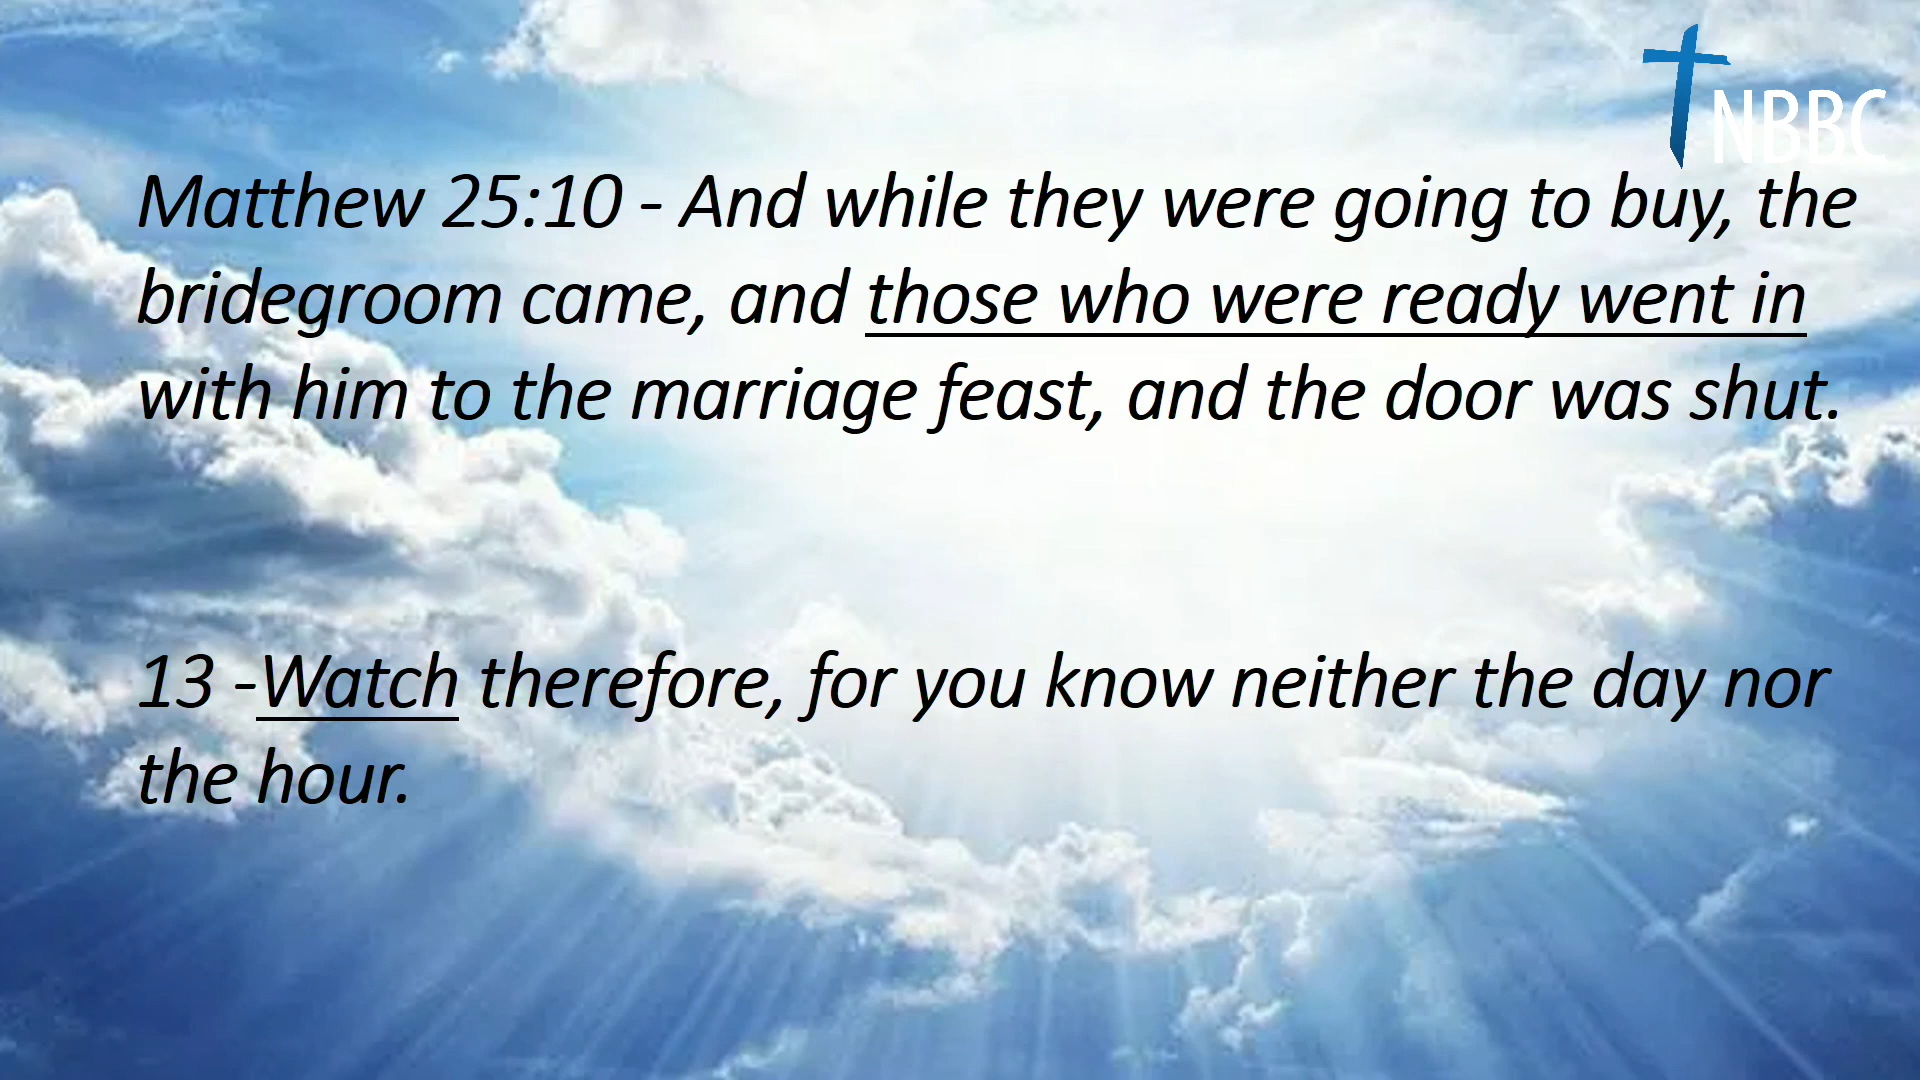 NBBC
Matthew 25:10 - And while they were going to buy, the
bridegroom came, and those who were ready went in
with him to the marriage feast, and the door was shut.
13 -Watch therefore, for you know neither the day nor
the hour.